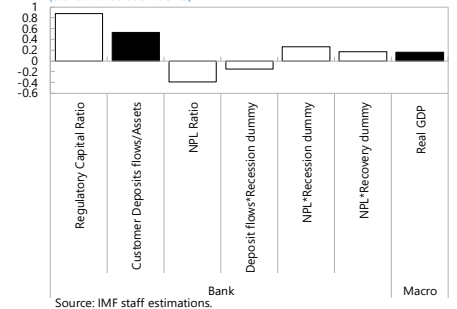 1
0.8
0.6
0.4
0.2
0
-0.2
-0.4
-0.6
Regulatory Capital Ratio
Customer Deposits flows/Assets
NPL Ratio
Deposit flows*Recession dummy
NPL*Recession dummy
NPL*Recovery dummy
Real GDP
Bank
Macro
Source: IMF staff estimations.